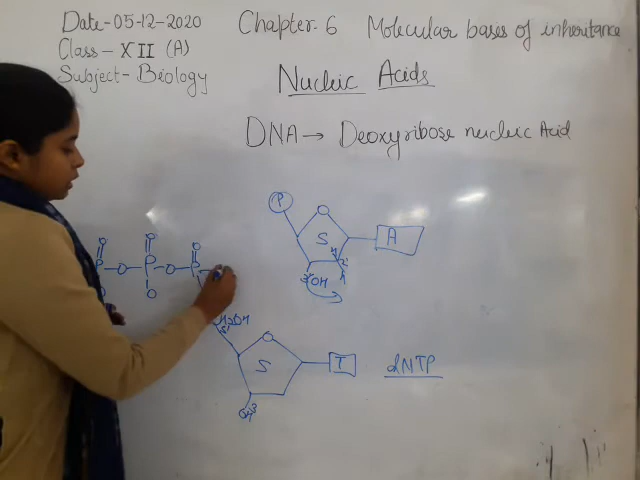 Date-05-12-2020
Class-XII (A)
Subject-Biology
Chapter-6 Molecular bases of inheritance
Nucleic Acids
DNA → Deoxyribose nucleic Acid
P
S
A
3'OH
O
O
O
P-O-P-O-P
O
O
S
T
dNTP